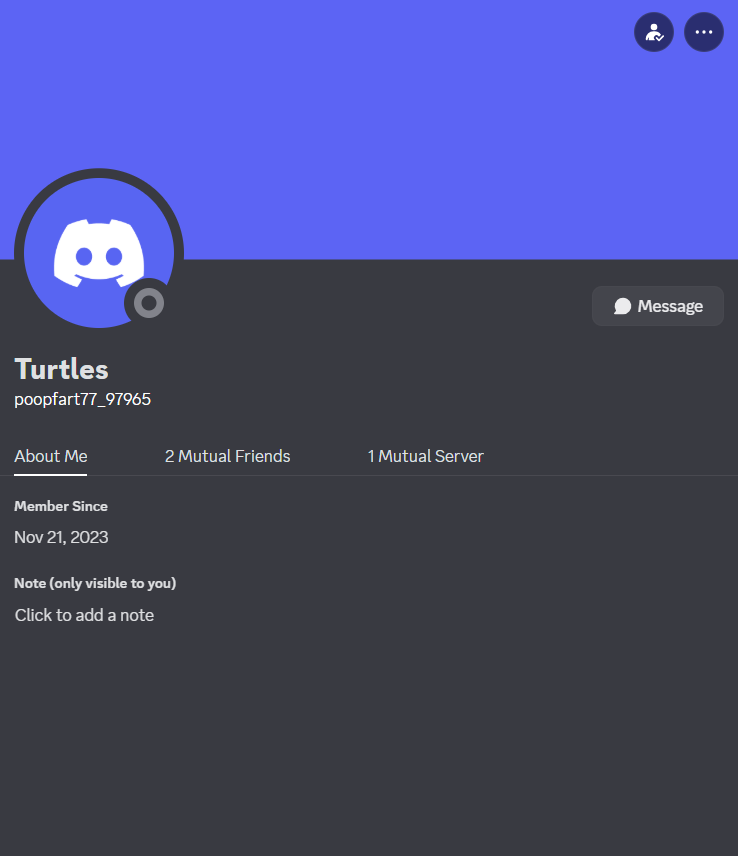 Message
Turtles
poopfart77_97965
About Me 2 Mutual Friends 1 Mutual Server
Member Since
Nov 21, 2023
Note (only visible to you)
Click to add a note